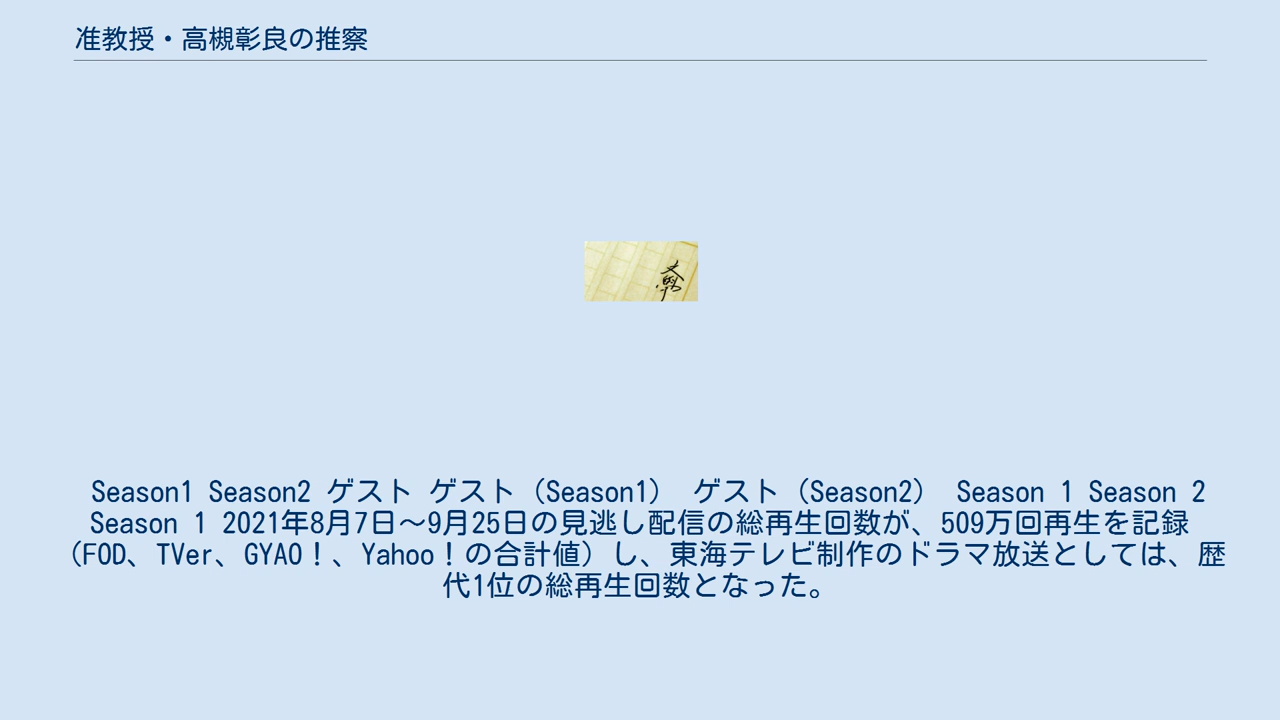 准教授・高槻彰良の推察
Season1 Season2 ゲスト ゲスト（Season1） ゲスト（Season2） Season 1 Season 2
Season 1 2021年8月7日～9月25日の見逃し配信の総再生回数が、509万回再生を記録
（FOD、TVer、GYAO！、Yahoo！の合計値）し、東海テレビ制作のドラマ放送としては、歴
代1位の総再生回数となった。